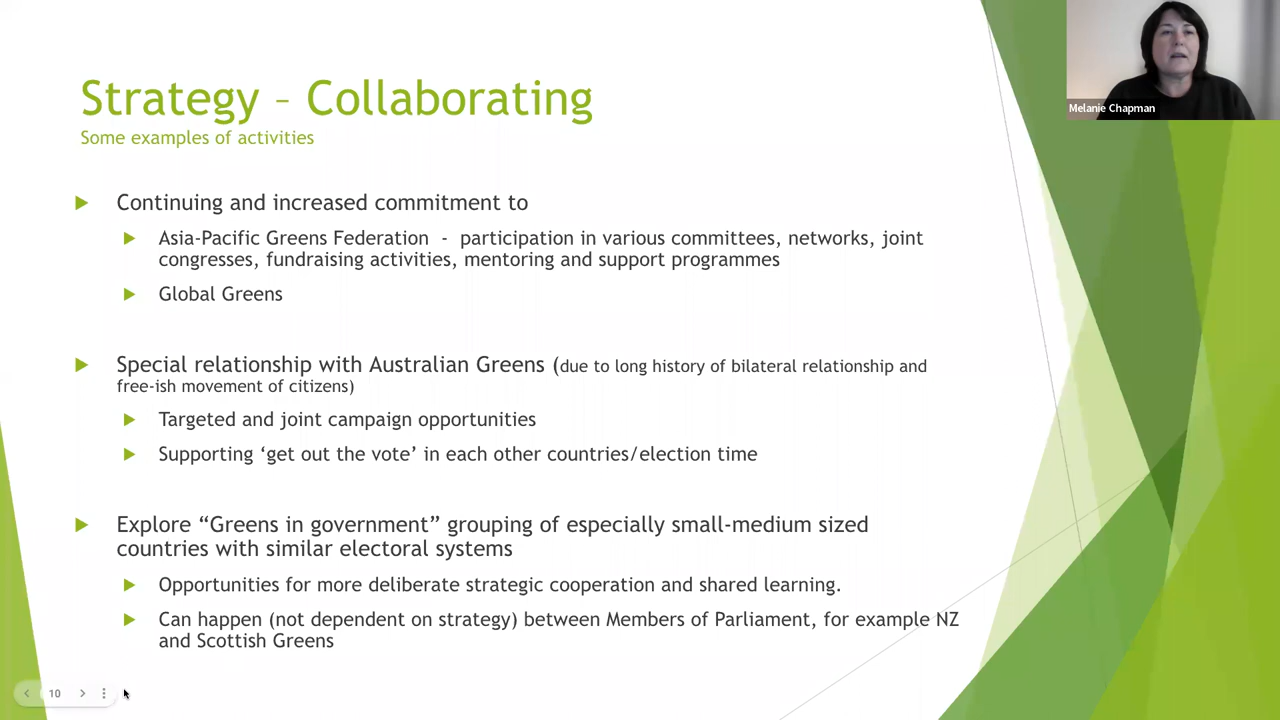 Strategy – Collaborating
Some examples of activities
Melanie Chapman
Continuing and increased commitment to
Asia-Pacific Greens Federation  -  participation in various committees, networks, joint
congresses, fundraising activities, mentoring and support programmes
Global Greens
Special relationship with Australian Greens (due to long history of bilateral relationship and
free-ish movement of citizens)
Targeted and joint campaign opportunities
Supporting ‘get out the vote’ in each other countries/election time
Explore “Greens in government” grouping of especially small-medium sized
countries with similar electoral systems
Opportunities for more deliberate strategic cooperation and shared learning.
Can happen (not dependent on strategy) between Members of Parliament, for example NZ
and Scottish Greens
10